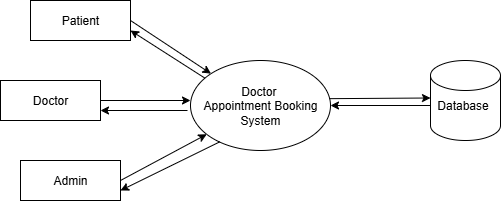 Patient
Doctor
Doctor
Appointment Booking
System
Database
Admin